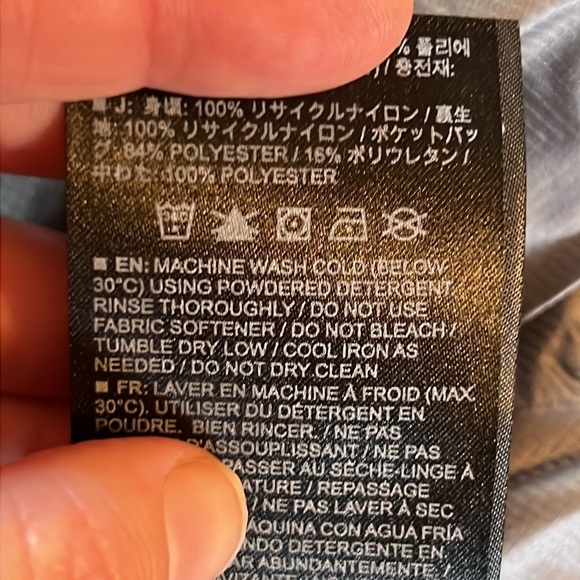 % 폴리에
/ 충전재:
■ J: 身頃: 100% リサイクルナイロン / 裏生
地: 100% リサイクルナイロン / ポケットバッ
グ: 84% POLYESTER / 16% ポリウレタン /
中わた: 100% POLYESTER
■ EN: MACHINE WASH COLD (BELOW
30°C) USING POWDERED DETERGENT
RINSE THOROUGHLY / DO NOT USE
FABRIC SOFTENER / DO NOT BLEACH /
TUMBLE DRY LOW / COOL IRON AS
NEEDED / DO NOT DRY CLEAN
■ FR: LAVER EN MACHINE À FROID (MAX.
30°C). UTILISER DU DÉTERGENT EN
POUDRE. BIEN RINCER. / NE PAS
D'ASSOUPLISSANT / NE PAS
PASSER AU SÈCHE-LINGE À
/ REPASSAGE
/ NE PAS LAVER À SEC
CON AGUA FRÍA
DETERGENTE EN